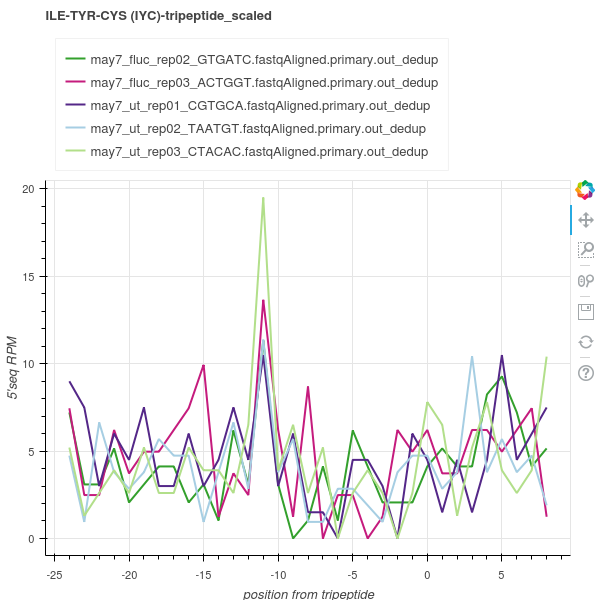 ILE-TYR-CYS (IYC)-tripeptide_scaled
may7_fluc_rep02_GTGATC.fastqAligned.primary.out_dedup
may7_fluc_rep03_ACTGGT.fastqAligned.primary.out_dedup
may7_ut_rep01_CGTGCA.fastqAligned.primary.out_dedup
may7_ut_rep02_TAATGT.fastqAligned.primary.out_dedup
may7_ut_rep03_CTACAC.fastqAligned.primary.out_dedup
20
15
10
5
0
5'seq RPM
-25 -20 -15 -10 -5 0 5
position from tripeptide